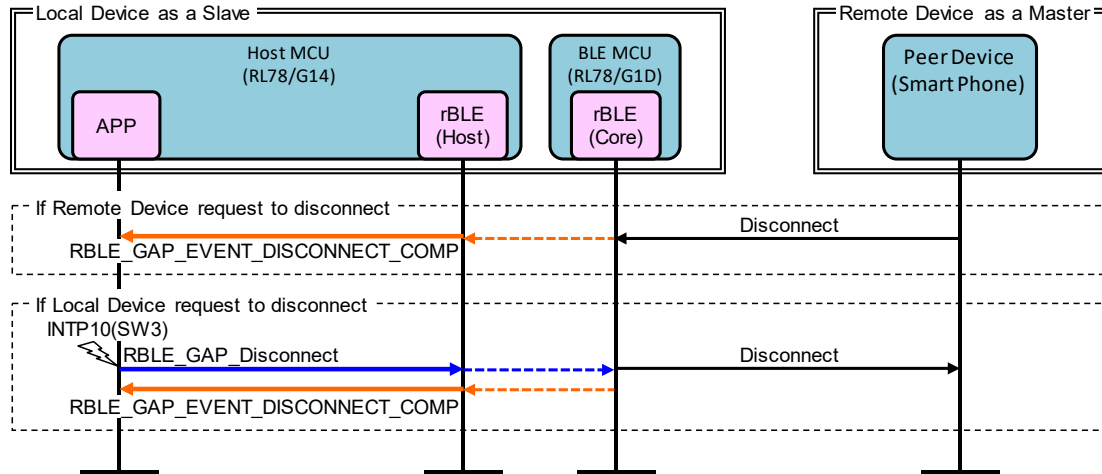 Local Device as a Slave
Remote Device as a Master
Host MCU
(RL78/G14)
BLE MCU
(RL78/G1D)
Peer Device
(Smart Phone)
APP
rBLE
(Host)
rBLE
(Core)
If Remote Device request to disconnect
Disconnect
RBLE_GAP_EVENT_DISCONNECT_COMP
If Local Device request to disconnect
INTP10(SW3)
RBLE_GAP_Disconnect
Disconnect
RBLE_GAP_EVENT_DISCONNECT_COMP